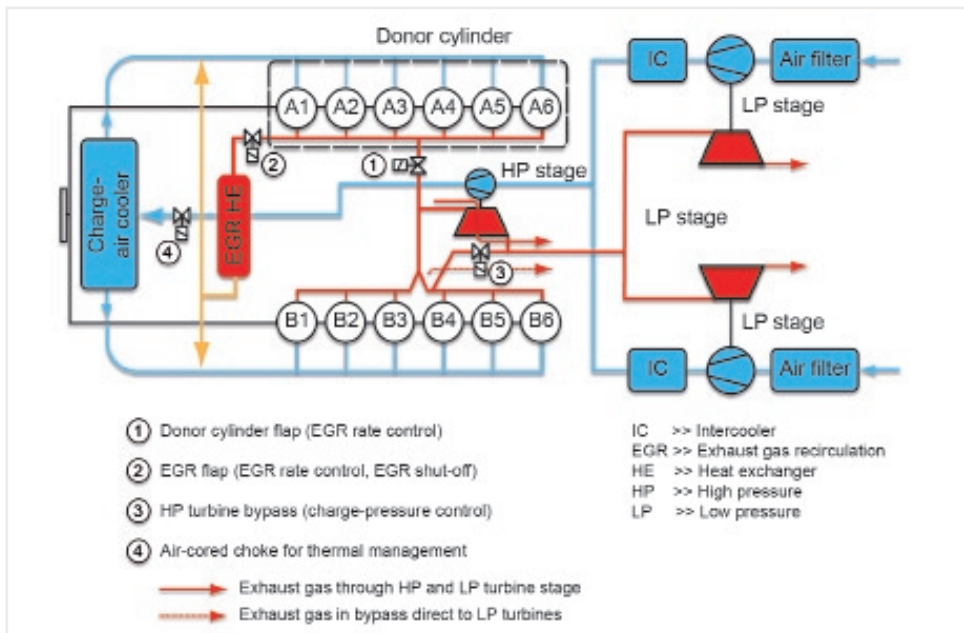 Donor cylinder
IC
Air filter
LP stage
A1 A2 A3 A4 A5 A6
1
2
HP stage
Charge-
air cooler
EGR HE
4
LP stage
3
B1 B2 B3 B4 B5 B6
LP stage
IC
Air filter
1 Donor cylinder flap (EGR rate control)
2 EGR flap (EGR rate control, EGR shut-off)
3 HP turbine bypass (charge-pressure control)
4 Air-cored choke for thermal management
Exhaust gas through HP and LP turbine stage
Exhaust gas in bypass direct to LP turbines
IC >> Intercooler
EGR >> Exhaust gas recirculation
HE >> Heat exchanger
HP >> High pressure
LP >> Low pressure